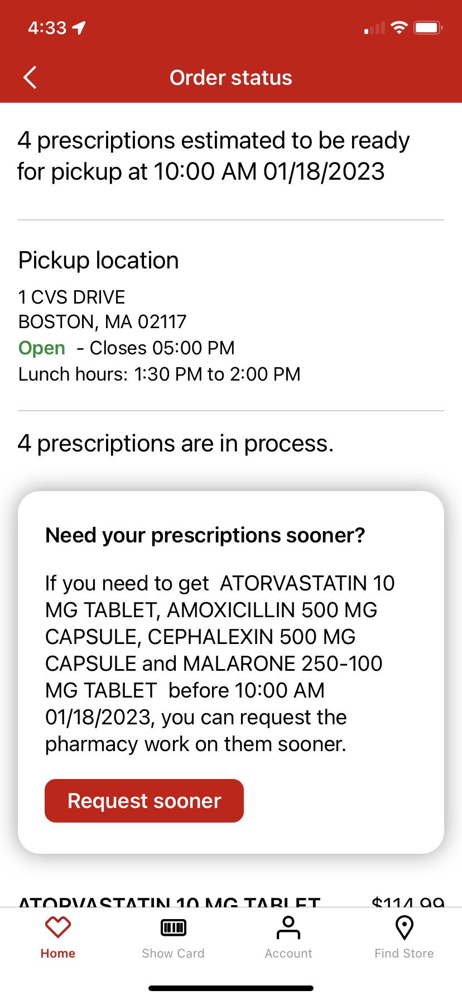 4:33
Order status
4 prescriptions estimated to be ready
for pickup at 10:00 AM 01/18/2023
Pickup location
1 CVS DRIVE
BOSTON, MA 02117
Open - Closes 05:00 PM
Lunch hours: 1:30 PM to 2:00 PM
4 prescriptions are in process.
Need your prescriptions sooner?
If you need to get ATORVASTATIN 10
MG TABLET, AMOXICILLIN 500 MG
CAPSULE, CEPHALEXIN 500 MG
CAPSULE and MALARONE 250-100
MG TABLET before 10:00 AM
01/18/2023, you can request the
pharmacy work on them sooner.
Request sooner
ATORVASTATIN 10 MG TABLET $114.99
Home Show Card Account Find Store